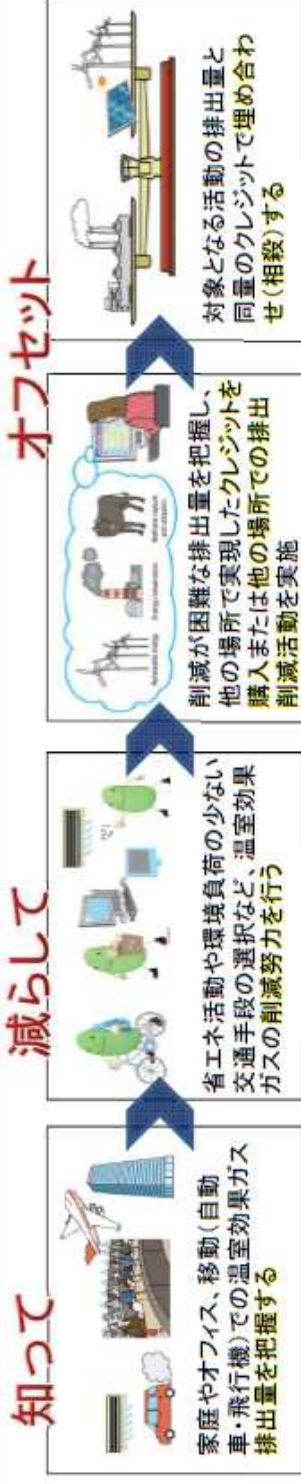 知って
家庭やオフィス、移動(自動
車・飛行機)での温室効果ガス
排出量を把握する
減らして
省エネ活動や環境負荷の少ない
交通手段の選択など、温室効果
ガスの削減努力を行う
オフセット
削減が困難な排出量を把握し、
他の場所で実現したクレジットを
購入または他の場所での排出
削減活動を実施
対象となる活動の排出量と
同量のクレジットで埋め合わ
せ(相殺)する